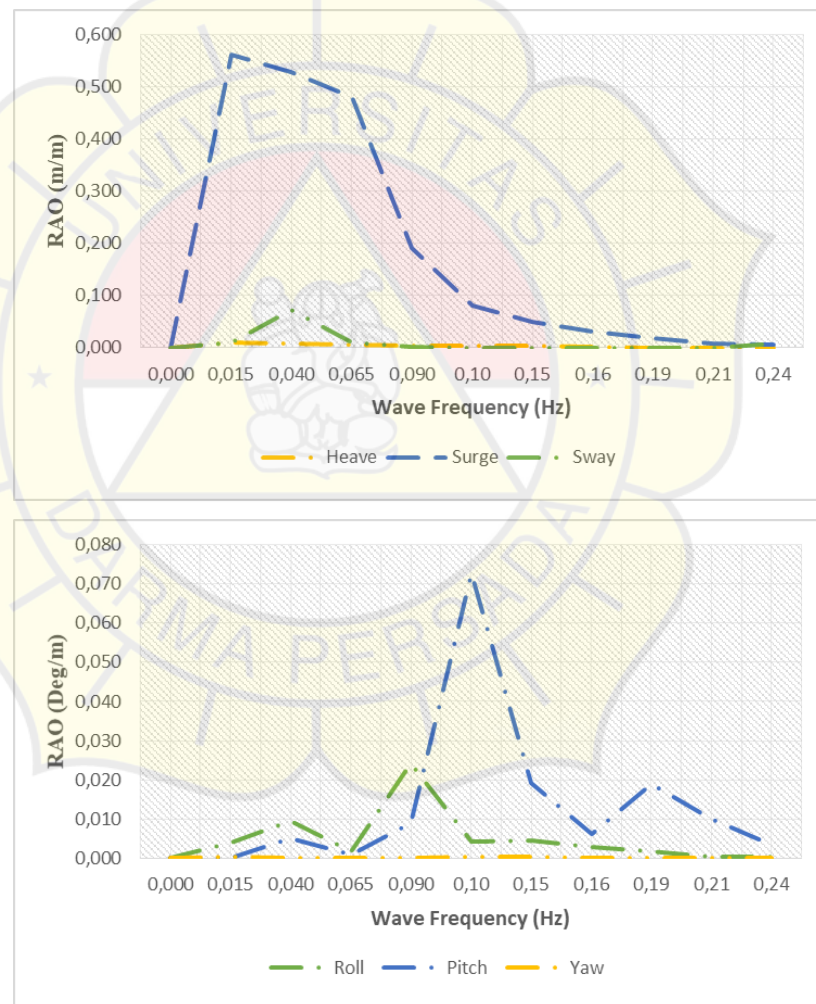 0,600
0,500
0,400
0,300
0,200
0,100
0,000
RAO (m/m)
0,000 0,015 0,040 0,065 0,090 0,10 0,15 0,16 0,19 0,21 0,24
Wave Frequency (Hz)
Heave Surge Sway
UNIVERSITAS
DARMA PERSADA
0,080
0,070
0,060
0,050
0,040
0,030
0,020
0,010
0,000
RAO (Deg/m)
0,000 0,015 0,040 0,065 0,090 0,10 0,15 0,16 0,19 0,21 0,24
Wave Frequency (Hz)
Roll Pitch Yaw